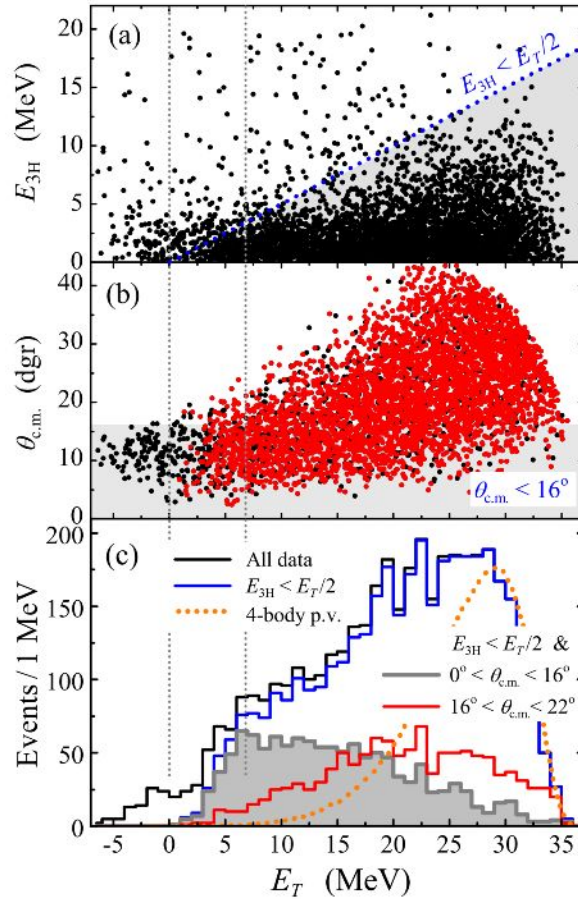 (a)
E3H < ET/2
20
15
10
5
0
E3H (MeV)
(b)
40
30
20
10
0
θc.m. (dgr)
θc.m. < 16°
(c)
200
150
100
50
0
Events/1 MeV
All data
E3H < ET/2
4-body p.v.
E3H < ET/2 &
0° < θc.m. < 16°
16° < θc.m. < 22°
-5 0 5 10 15 20 25 30 35
ET (MeV)